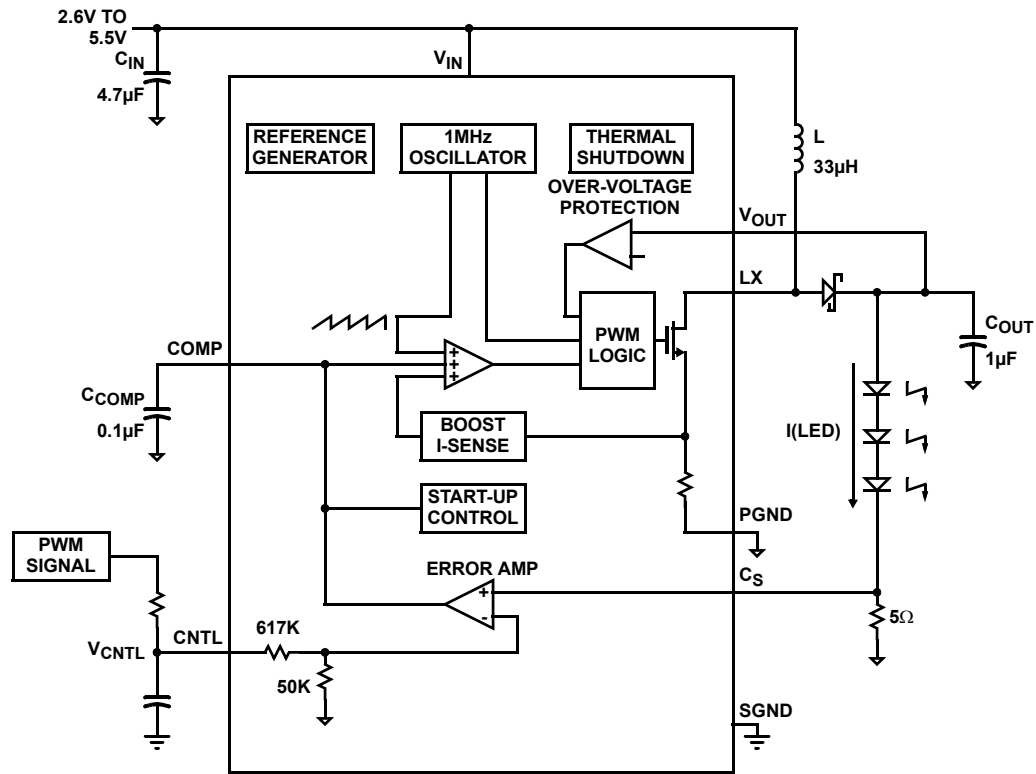 2.6V TO
5.5V
CIN
4.7µF
VIN
REFERENCE
GENERATOR
1MHz
OSCILLATOR
THERMAL
SHUTDOWN
OVER-VOLTAGE
PROTECTION
L
33µH
VOUT
LX
COUT
1µF
PWM
LOGIC
COMP
+
+
+
CCOMP
0.1µF
BOOST
I-SENSE
I(LED)
START-UP
CONTROL
PGND
PWM
SIGNAL
ERROR AMP
CS
+
-
5Ω
CNTL
617K
VCNTL
50K
SGND